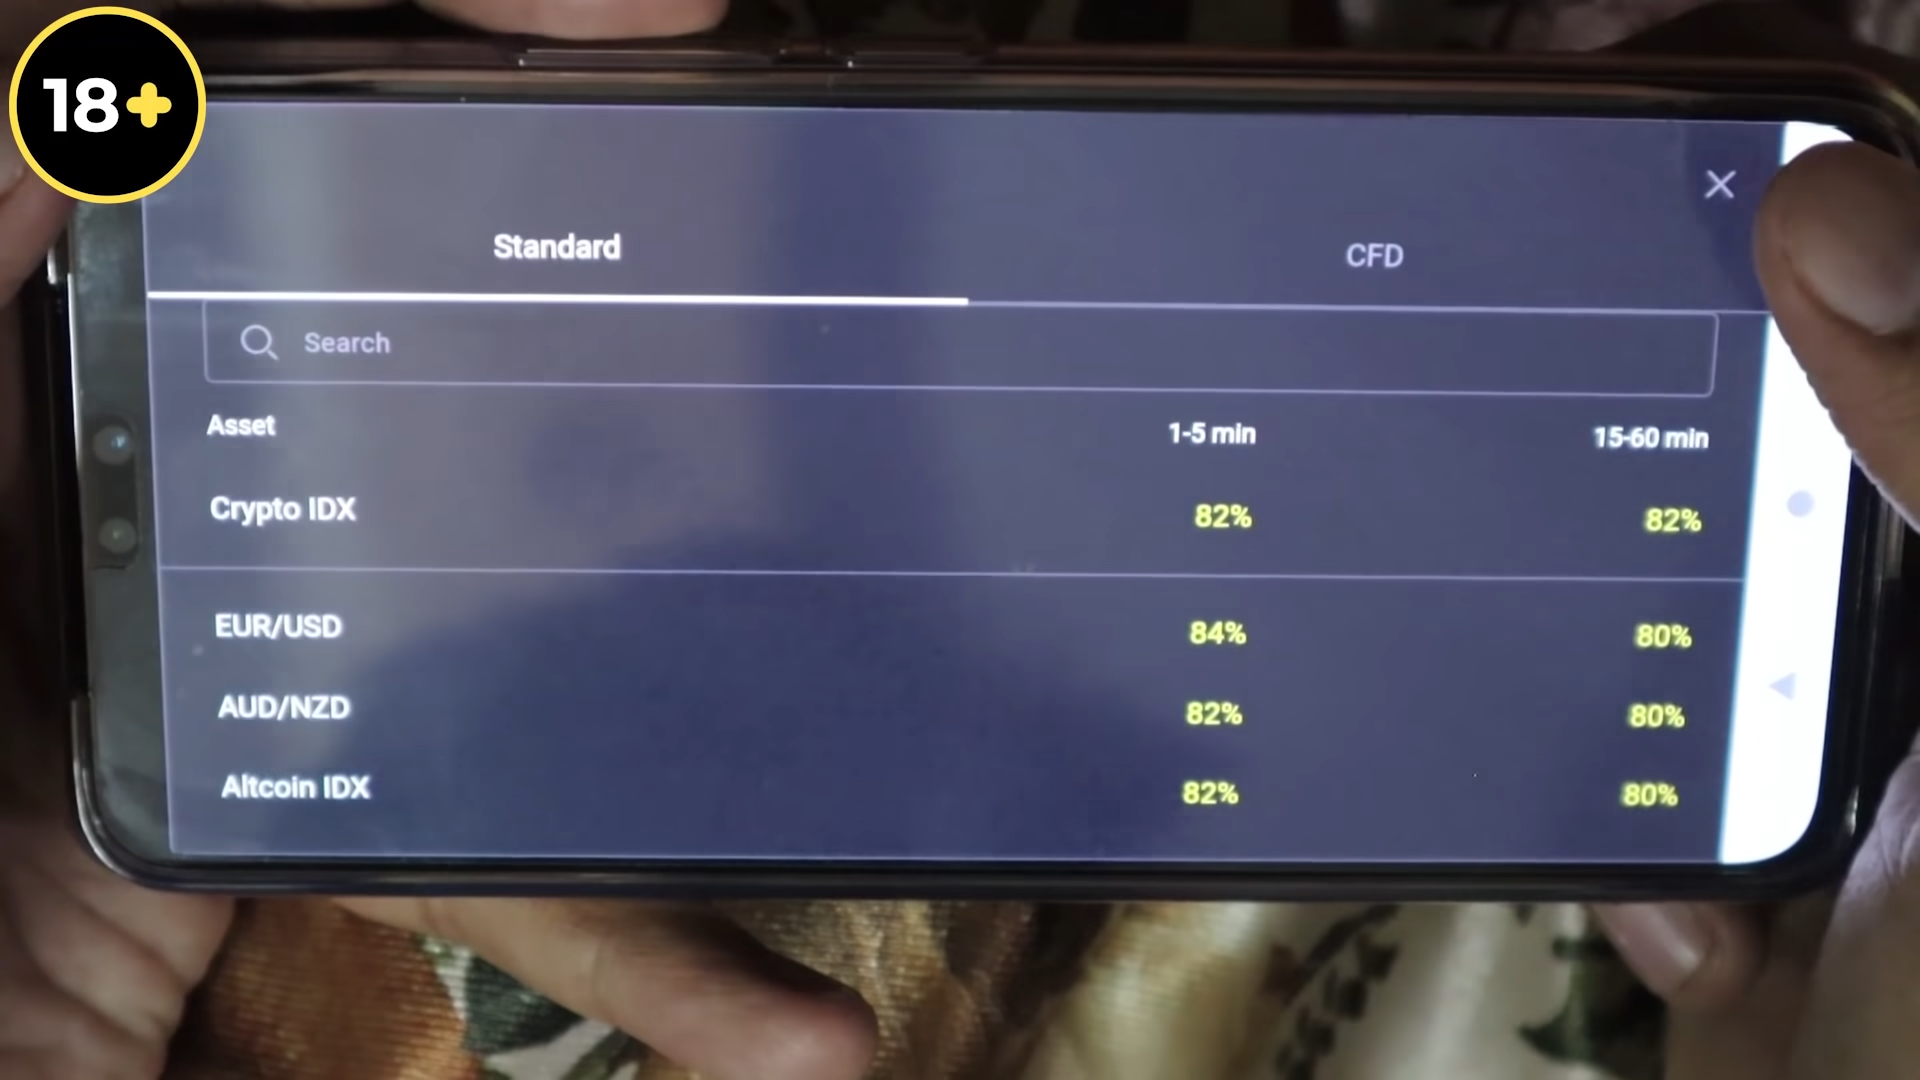 18+
Standard CFD
Search
Asset 1-5 min 15-60 min
Crypto IDX 82% 82%
EUR/USD 84% 80%
AUD/NZD 82% 80%
Altcoin IDX 82% 80%